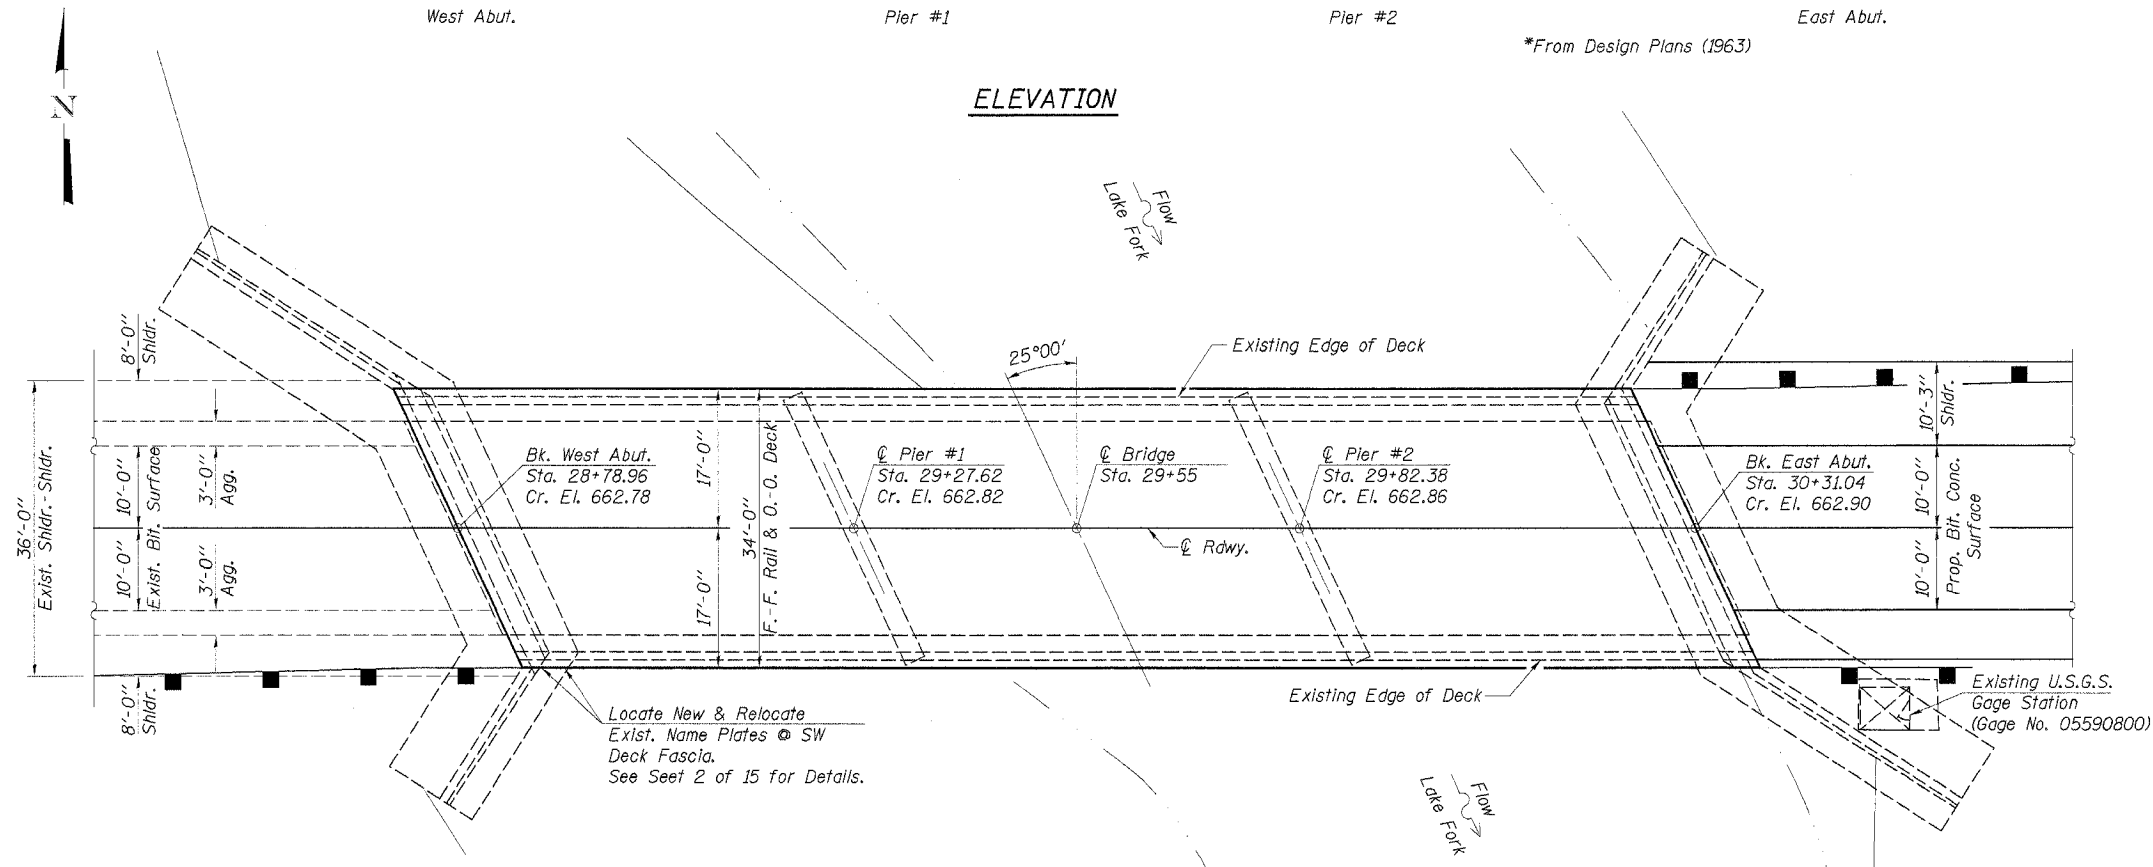 West Abut.
Pier #1
Pier #2
East Abut.
*From Design Plans (1963)
ELEVATION
N
Flow
Lake Fork
8'-0"
Shldr.
Existing Edge of Deck
25°00'
36'-0"
Exist. Shldr.-Shldr.
10'-0"
10'-0"
Exist. Bit. Surface
3'-0"
Agg.
3'-0"
Agg.
Bk. West Abut.
Sta. 28+78.96
Cr. El. 662.78
17'-0"
17'-0"
34'-0"
F.-F. Rail & O.-O. Deck
℄ Pier #1
Sta. 29+27.62
Cr. El. 662.82
℄ Bridge
Sta. 29+55
℄ Pier #2
Sta. 29+82.38
Cr. El. 662.86
Bk. East Abut.
Sta. 30+31.04
Cr. El. 662.90
10'-3"
Shldr.
10'-0"
10'-0"
Prop. Bit. Conc.
Surface
℄ Rdwy.
8'-0"
Shldr.
Existing Edge of Deck
Existing U.S.G.S.
Gage Station
(Gage No. 05590800)
Locate New & Relocate
Exist. Name Plates @ SW
Deck Fascia.
See Seet 2 of 15 for Details.
Flow
Lake Fork